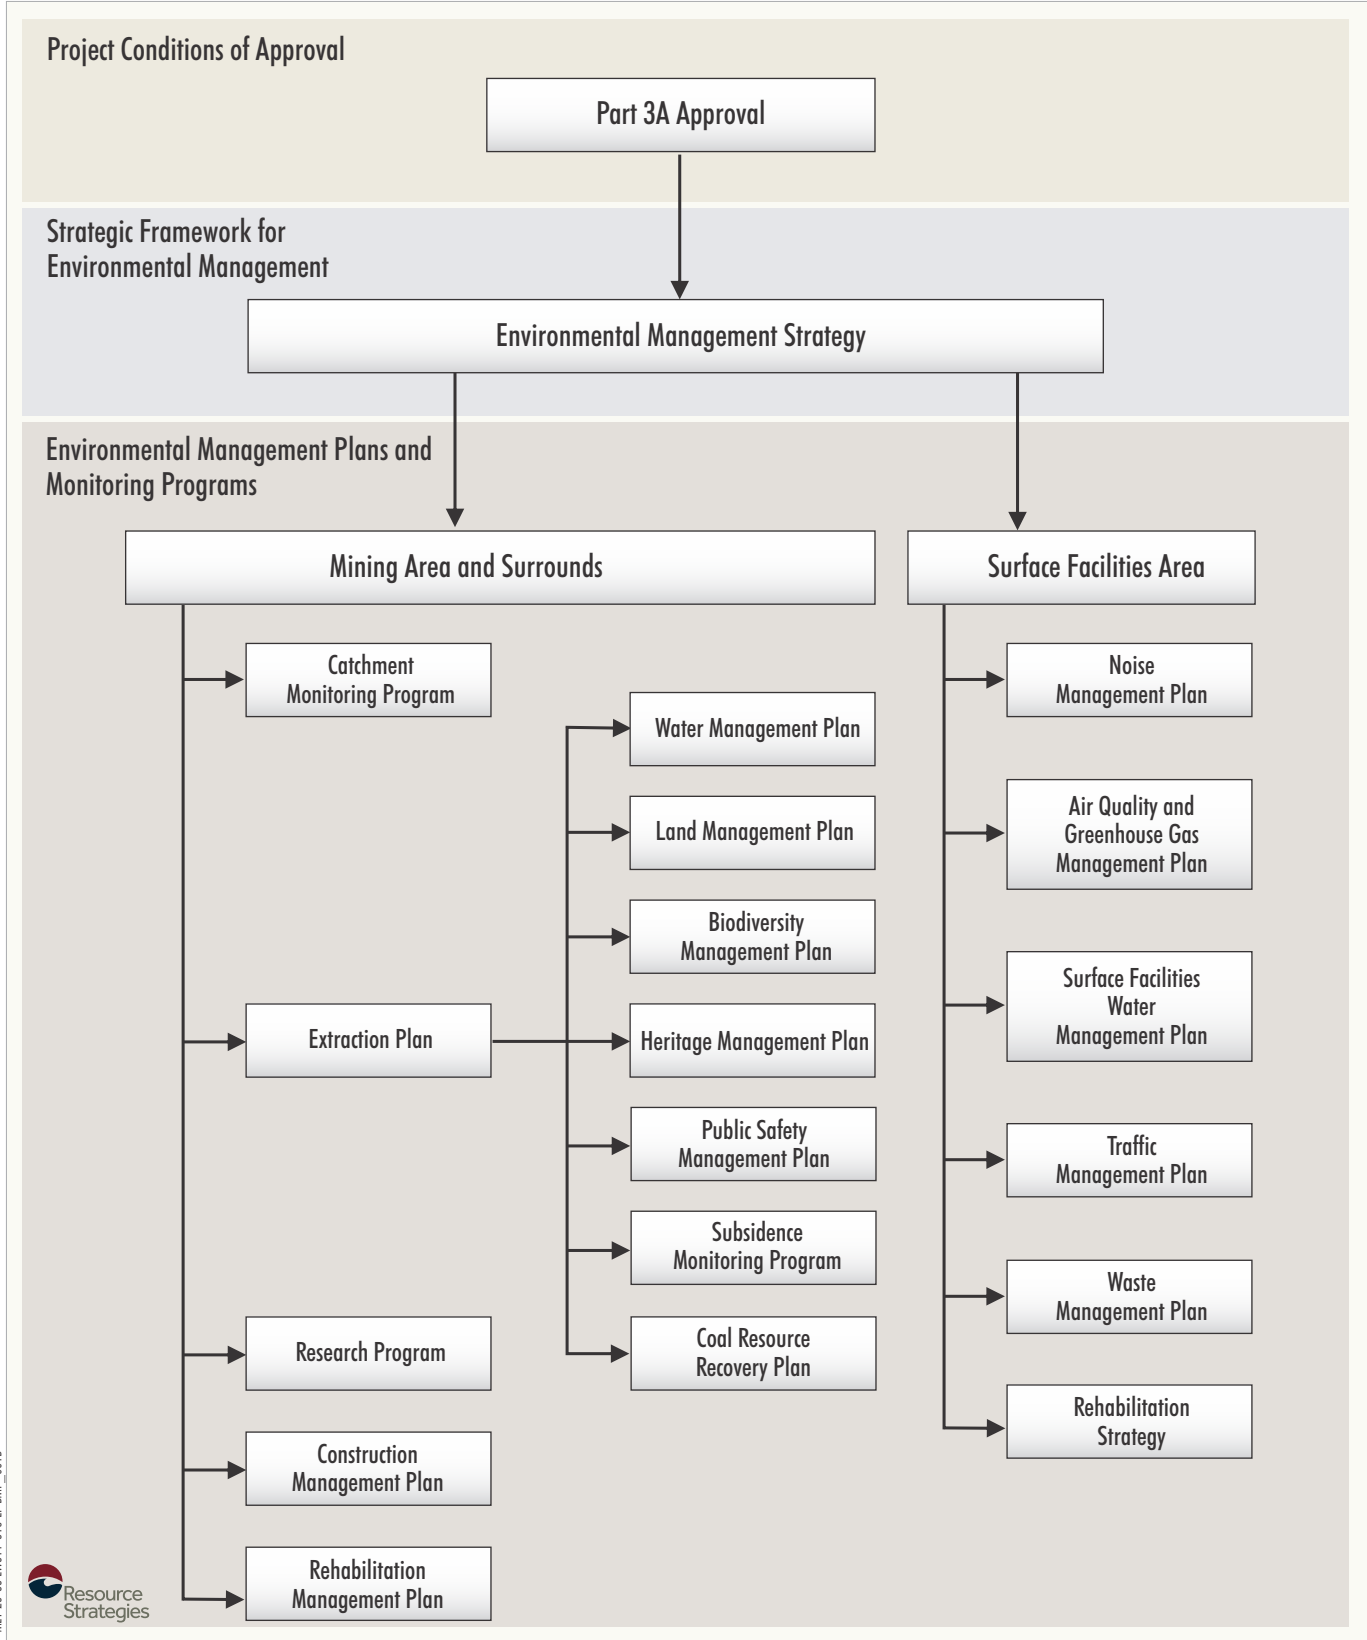 Project Conditions of Approval
Part 3A Approval
Strategic Framework for
Environmental Management
Environmental Management Strategy
Environmental Management Plans and
Monitoring Programs
Mining Area and Surrounds
Catchment
Monitoring Program
Extraction Plan
Water Management Plan
Land Management Plan
Biodiversity
Management Plan
Heritage Management Plan
Public Safety
Management Plan
Subsidence
Monitoring Program
Coal Resource
Recovery Plan
Research Program
Construction
Management Plan
Rehabilitation
Management Plan
Surface Facilities Area
Noise
Management Plan
Air Quality and
Greenhouse Gas
Management Plan
Surface Facilities
Water
Management Plan
Traffic
Management Plan
Waste
Management Plan
Rehabilitation
Strategy
Resource
Strategies